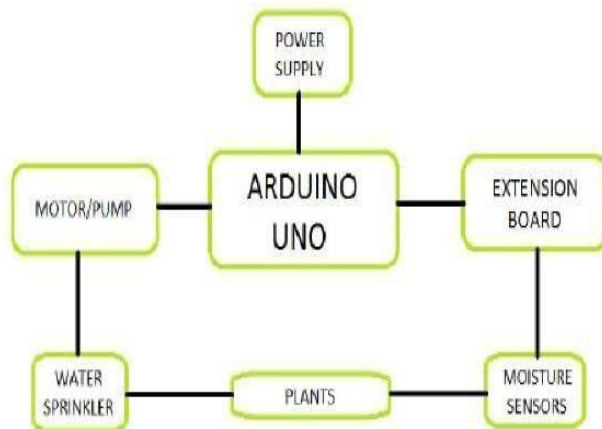 POWER
SUPPLY
MOTOR/PUMP
ARDUINO
UNO
EXTENSION
BOARD
WATER
SPRINKLER
PLANTS
MOISTURE
SENSORS